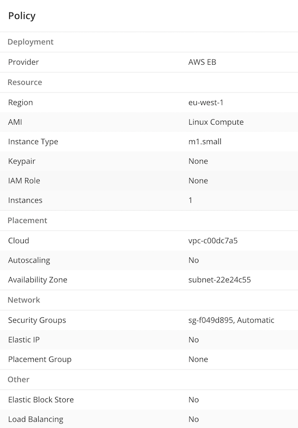 Policy
Deployment
Provider AWS EB
Resource
Region eu-west-1
AMI Linux Compute
Instance Type m1.small
Keypair None
IAM Role None
Instances 1
Placement
Cloud vpc-c00dc7a5
Autoscaling No
Availability Zone subnet-22e24c55
Network
Security Groups sg-f049d895, Automatic
Elastic IP No
Placement Group None
Other
Elastic Block Store No
Load Balancing No